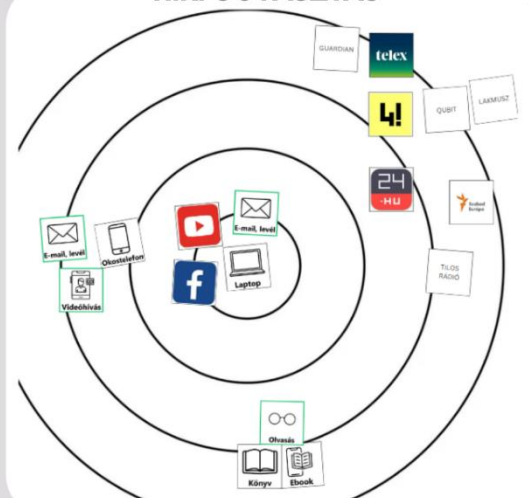 GUARDIAN
telex
4!
QUBIT
LAKMUSZ
24
.HU
Szabad
Európa
E-mail, levél
E-mail, levél
Okostelefon
Videóhívás
Laptop
TILOS
RÁDIÓ
Olvasás
Könyv
Ebook